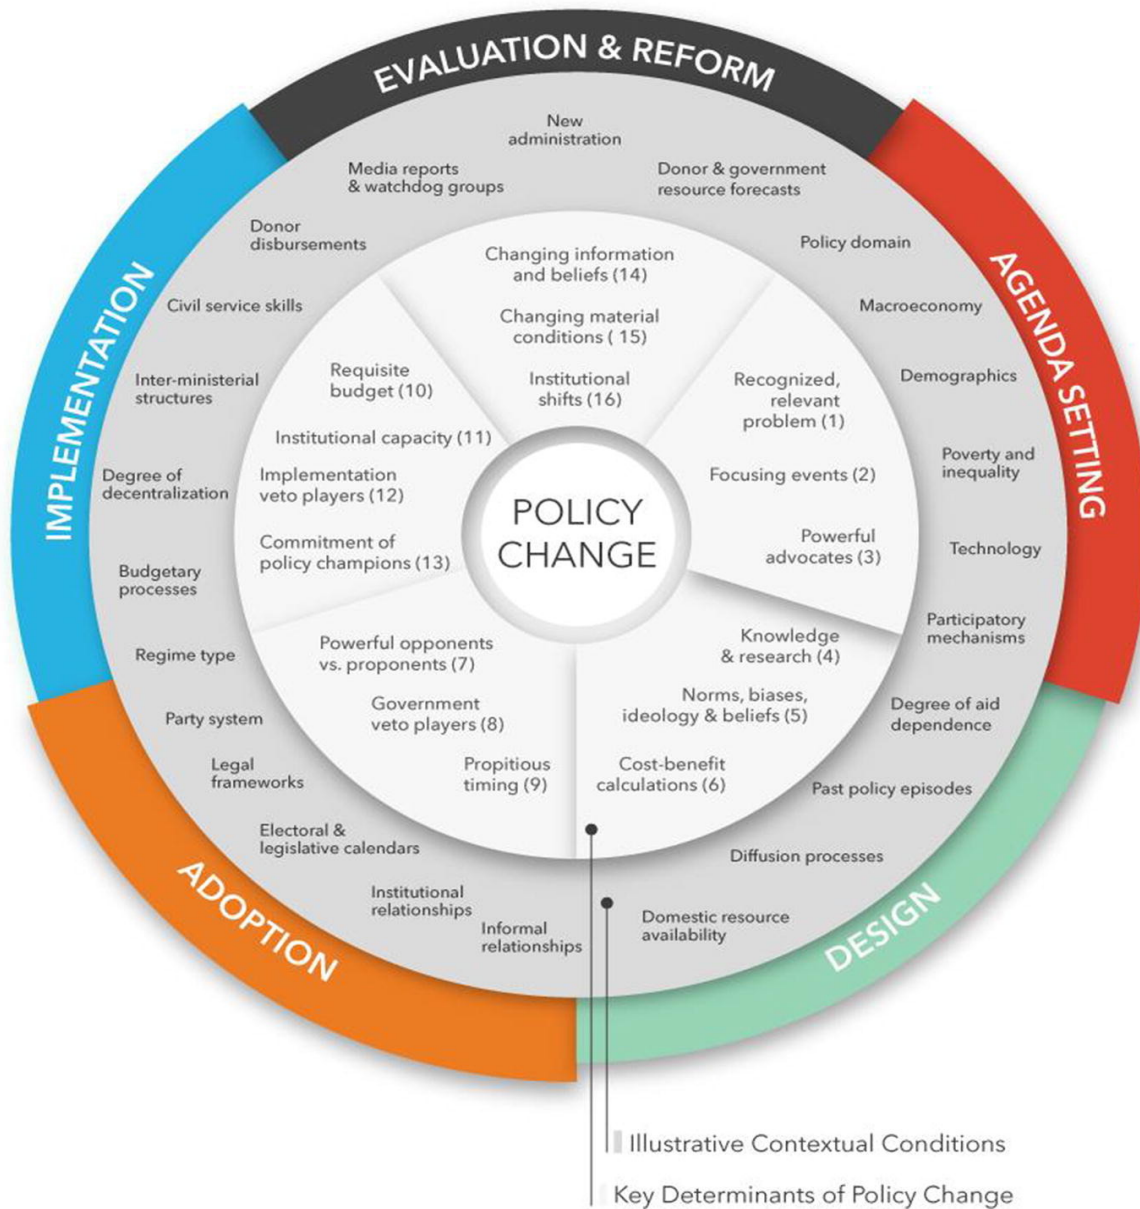 EVALUATION & REFORM
AGENDA SETTING
DESIGN
ADOPTION
IMPLEMENTATION
New
administration
Donor & government
resource forecasts
Policy domain
Macroeconomy
Demographics
Poverty and
inequality
Technology
Participatory
mechanisms
Degree of aid
dependence
Past policy episodes
Diffusion processes
Domestic resource
availability
Informal
relationships
Institutional
relationships
Electoral &
legislative calendars
Legal
frameworks
Party system
Regime type
Budgetary
processes
Degree of
decentralization
Inter-ministerial
structures
Civil service skills
Donor
disbursements
Media reports
& watchdog groups
Changing information
and beliefs (14)
Changing material
conditions ( 15)
Institutional
shifts (16)
Recognized,
relevant
problem (1)
Focusing events (2)
Powerful
advocates (3)
Knowledge
& research (4)
Norms, biases,
ideology & beliefs (5)
Cost-benefit
calculations (6)
Powerful opponents
vs. proponents (7)
Government
veto players (8)
Propitious
timing (9)
Requisite
budget (10)
Institutional capacity (11)
Implementation
veto players (12)
Commitment of
policy champions (13)
POLICY
CHANGE
Illustrative Contextual Conditions
Key Determinants of Policy Change